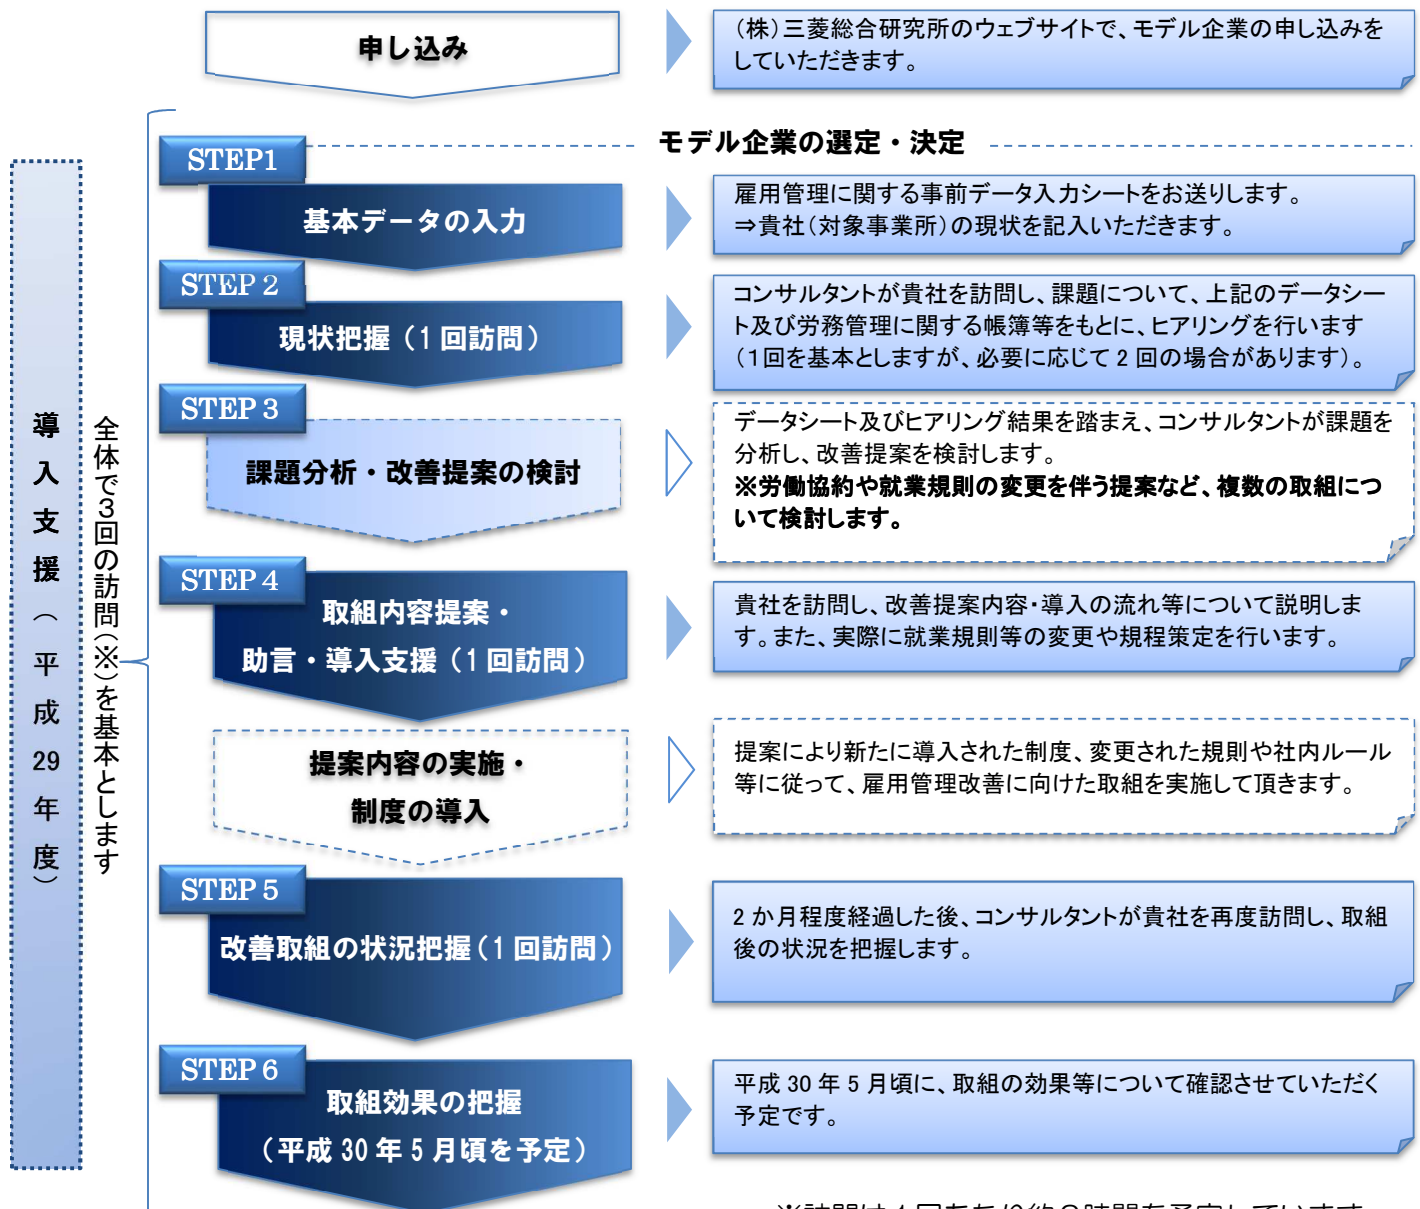 申し込み
(株)三菱総合研究所のウェブサイトで、モデル企業の申し込みを
していただきます。
モデル企業の選定・決定
STEP1
基本データの入力
雇用管理に関する事前データ入力シートをお送りします。
⇒貴社(対象事業所)の現状を記入いただきます。
STEP 2
現状把握(1回訪問)
コンサルタントが貴社を訪問し、課題について、上記のデータシー
ト及び労務管理に関する帳簿等をもとに、ヒアリングを行います
(1回を基本としますが、必要に応じて2回の場合があります)。
STEP 3
課題分析・改善提案の検討
データシート及びヒアリング結果を踏まえ、コンサルタントが課題を
分析し、改善提案を検討します。
※労働協約や就業規則の変更を伴う提案など、複数の取組につ
いて検討します。
STEP 4
取組内容提案・
助言・導入支援(1回訪問)
貴社を訪問し、改善提案内容・導入の流れ等について説明しま
す。また、実際に就業規則等の変更や規程策定を行います。
提案内容の実施・
制度の導入
提案により新たに導入された制度、変更された規則や社内ルール
等に従って、雇用管理改善に向けた取組を実施して頂きます。
STEP 5
改善取組の状況把握(1回訪問)
2か月程度経過した後、コンサルタントが貴社を再度訪問し、取組
後の状況を把握します。
STEP 6
取組効果の把握
(平成30年5月頃を予定)
平成30年5月頃に、取組の効果等について確認させていただく
予定です。
導入支援(平成29年度)
全体で3回の訪問(※)を基本とします